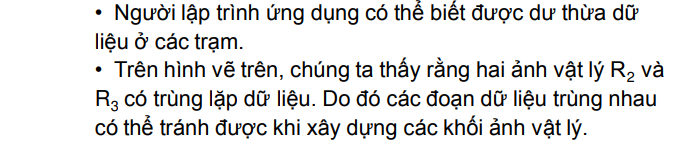 • Người lập trình ứng dụng có thể biết được dư thừa dữ
liệu ở các trạm.
• Trên hình vẽ trên, chúng ta thấy rằng hai ảnh vật lý R₂ và
R₃ có trùng lặp dữ liệu. Do đó các đoạn dữ liệu trùng nhau
có thể tránh được khi xây dựng các khối ảnh vật lý.